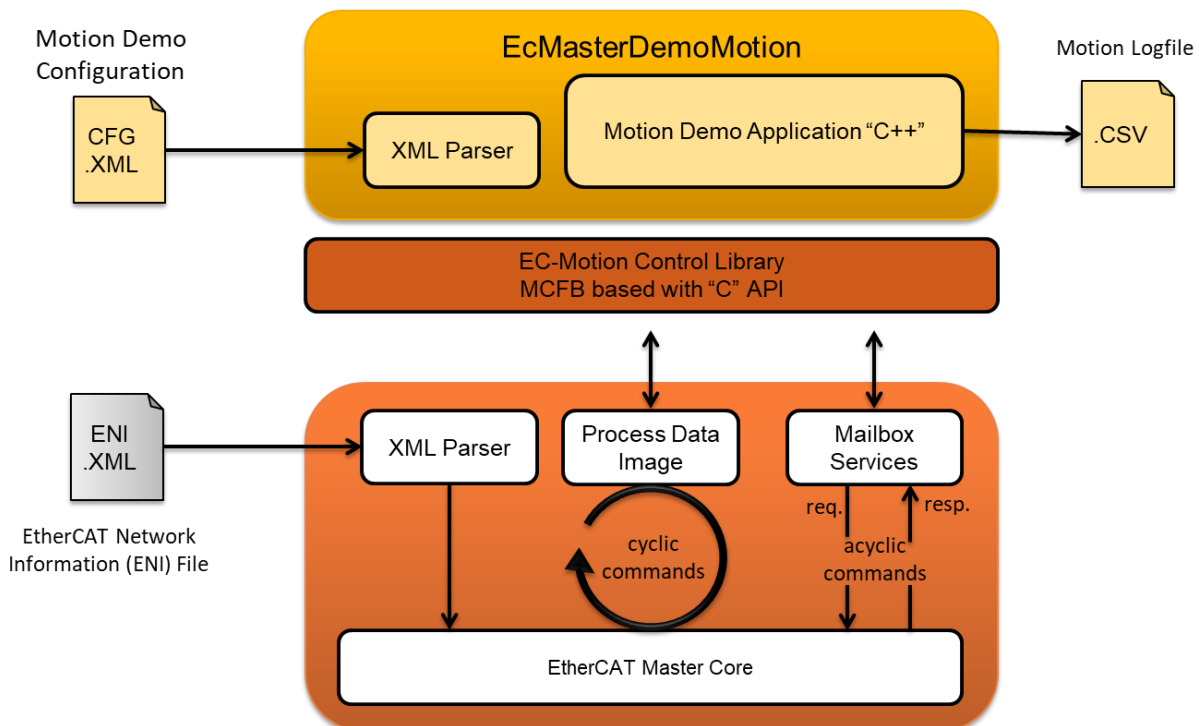 Motion Demo
Configuration
CFG
.XML
EcMasterDemoMotion
XML Parser
Motion Demo Application “C++”
Motion Logfile
.CSV
EC-Motion Control Library
MCFB based with “C” API
ENI
.XML
EtherCAT Network
Information (ENI) File
XML Parser
Process Data
Image
Mailbox
Services
cyclic
commands
req.
resp.
acyclic
commands
EtherCAT Master Core